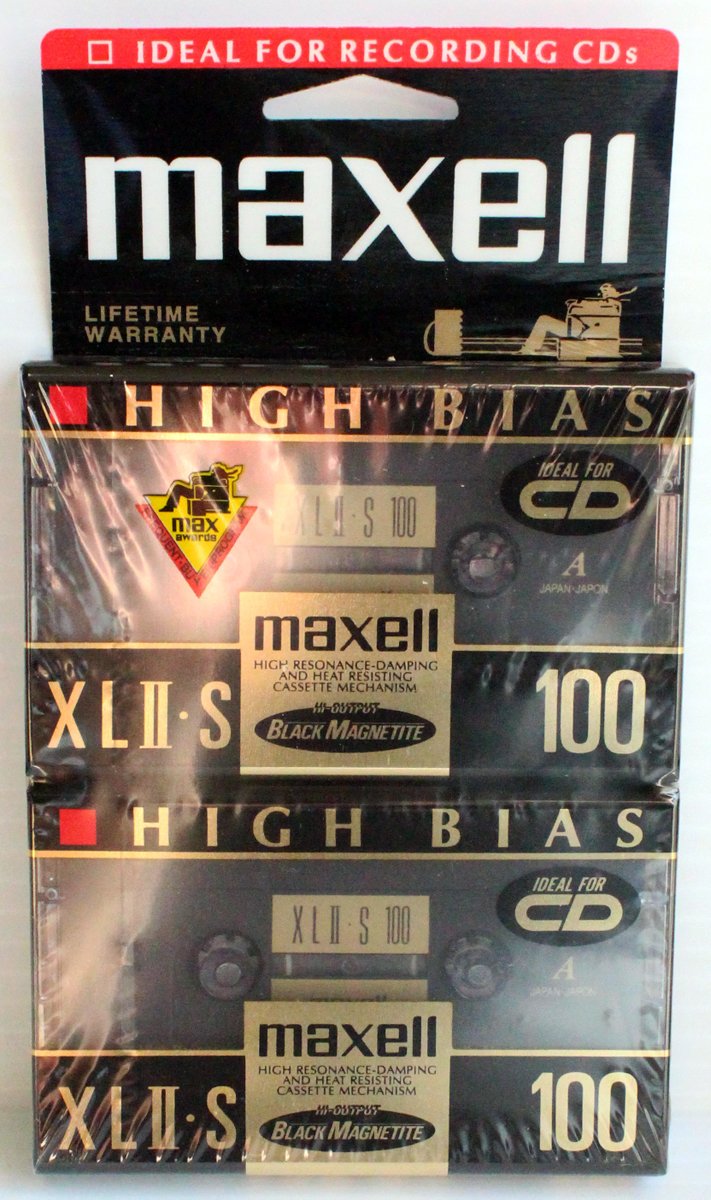 IDEAL FOR RECORDING CDs
maxell
LIFETIME
WARRANTY
HIGH BIAS
max
awards
IDEAL FOR
CD
XLII·S 100
A
JAPAN·JAPON
maxell
HIGH RESONANCE-DAMPING
AND HEAT RESISTING
CASSETTE MECHANISM
HI-OUTPUT
BLACK MAGNETITE
XLII·S
100
HIGH BIAS
IDEAL FOR
CD
XLII·S 100
A
JAPAN·JAPON
maxell
HIGH RESONANCE-DAMPING
AND HEAT RESISTING
CASSETTE MECHANISM
HI-OUTPUT
BLACK MAGNETITE
XLII·S
100